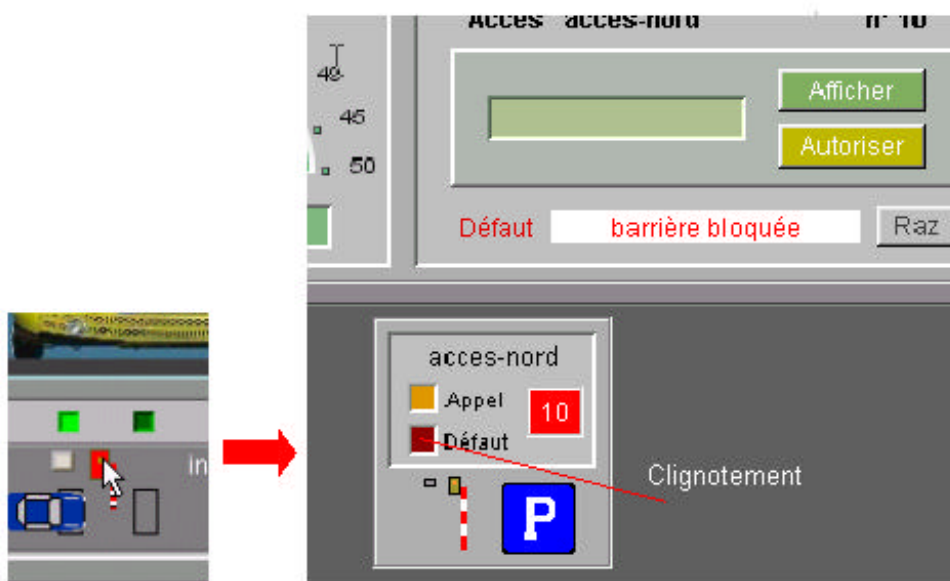 Acces acces-nord n° 10
40
45
50
Afficher
Autoriser
Défaut barrière bloquée Raz
acces-nord
Appel
10
Défaut
in
Clignotement
P